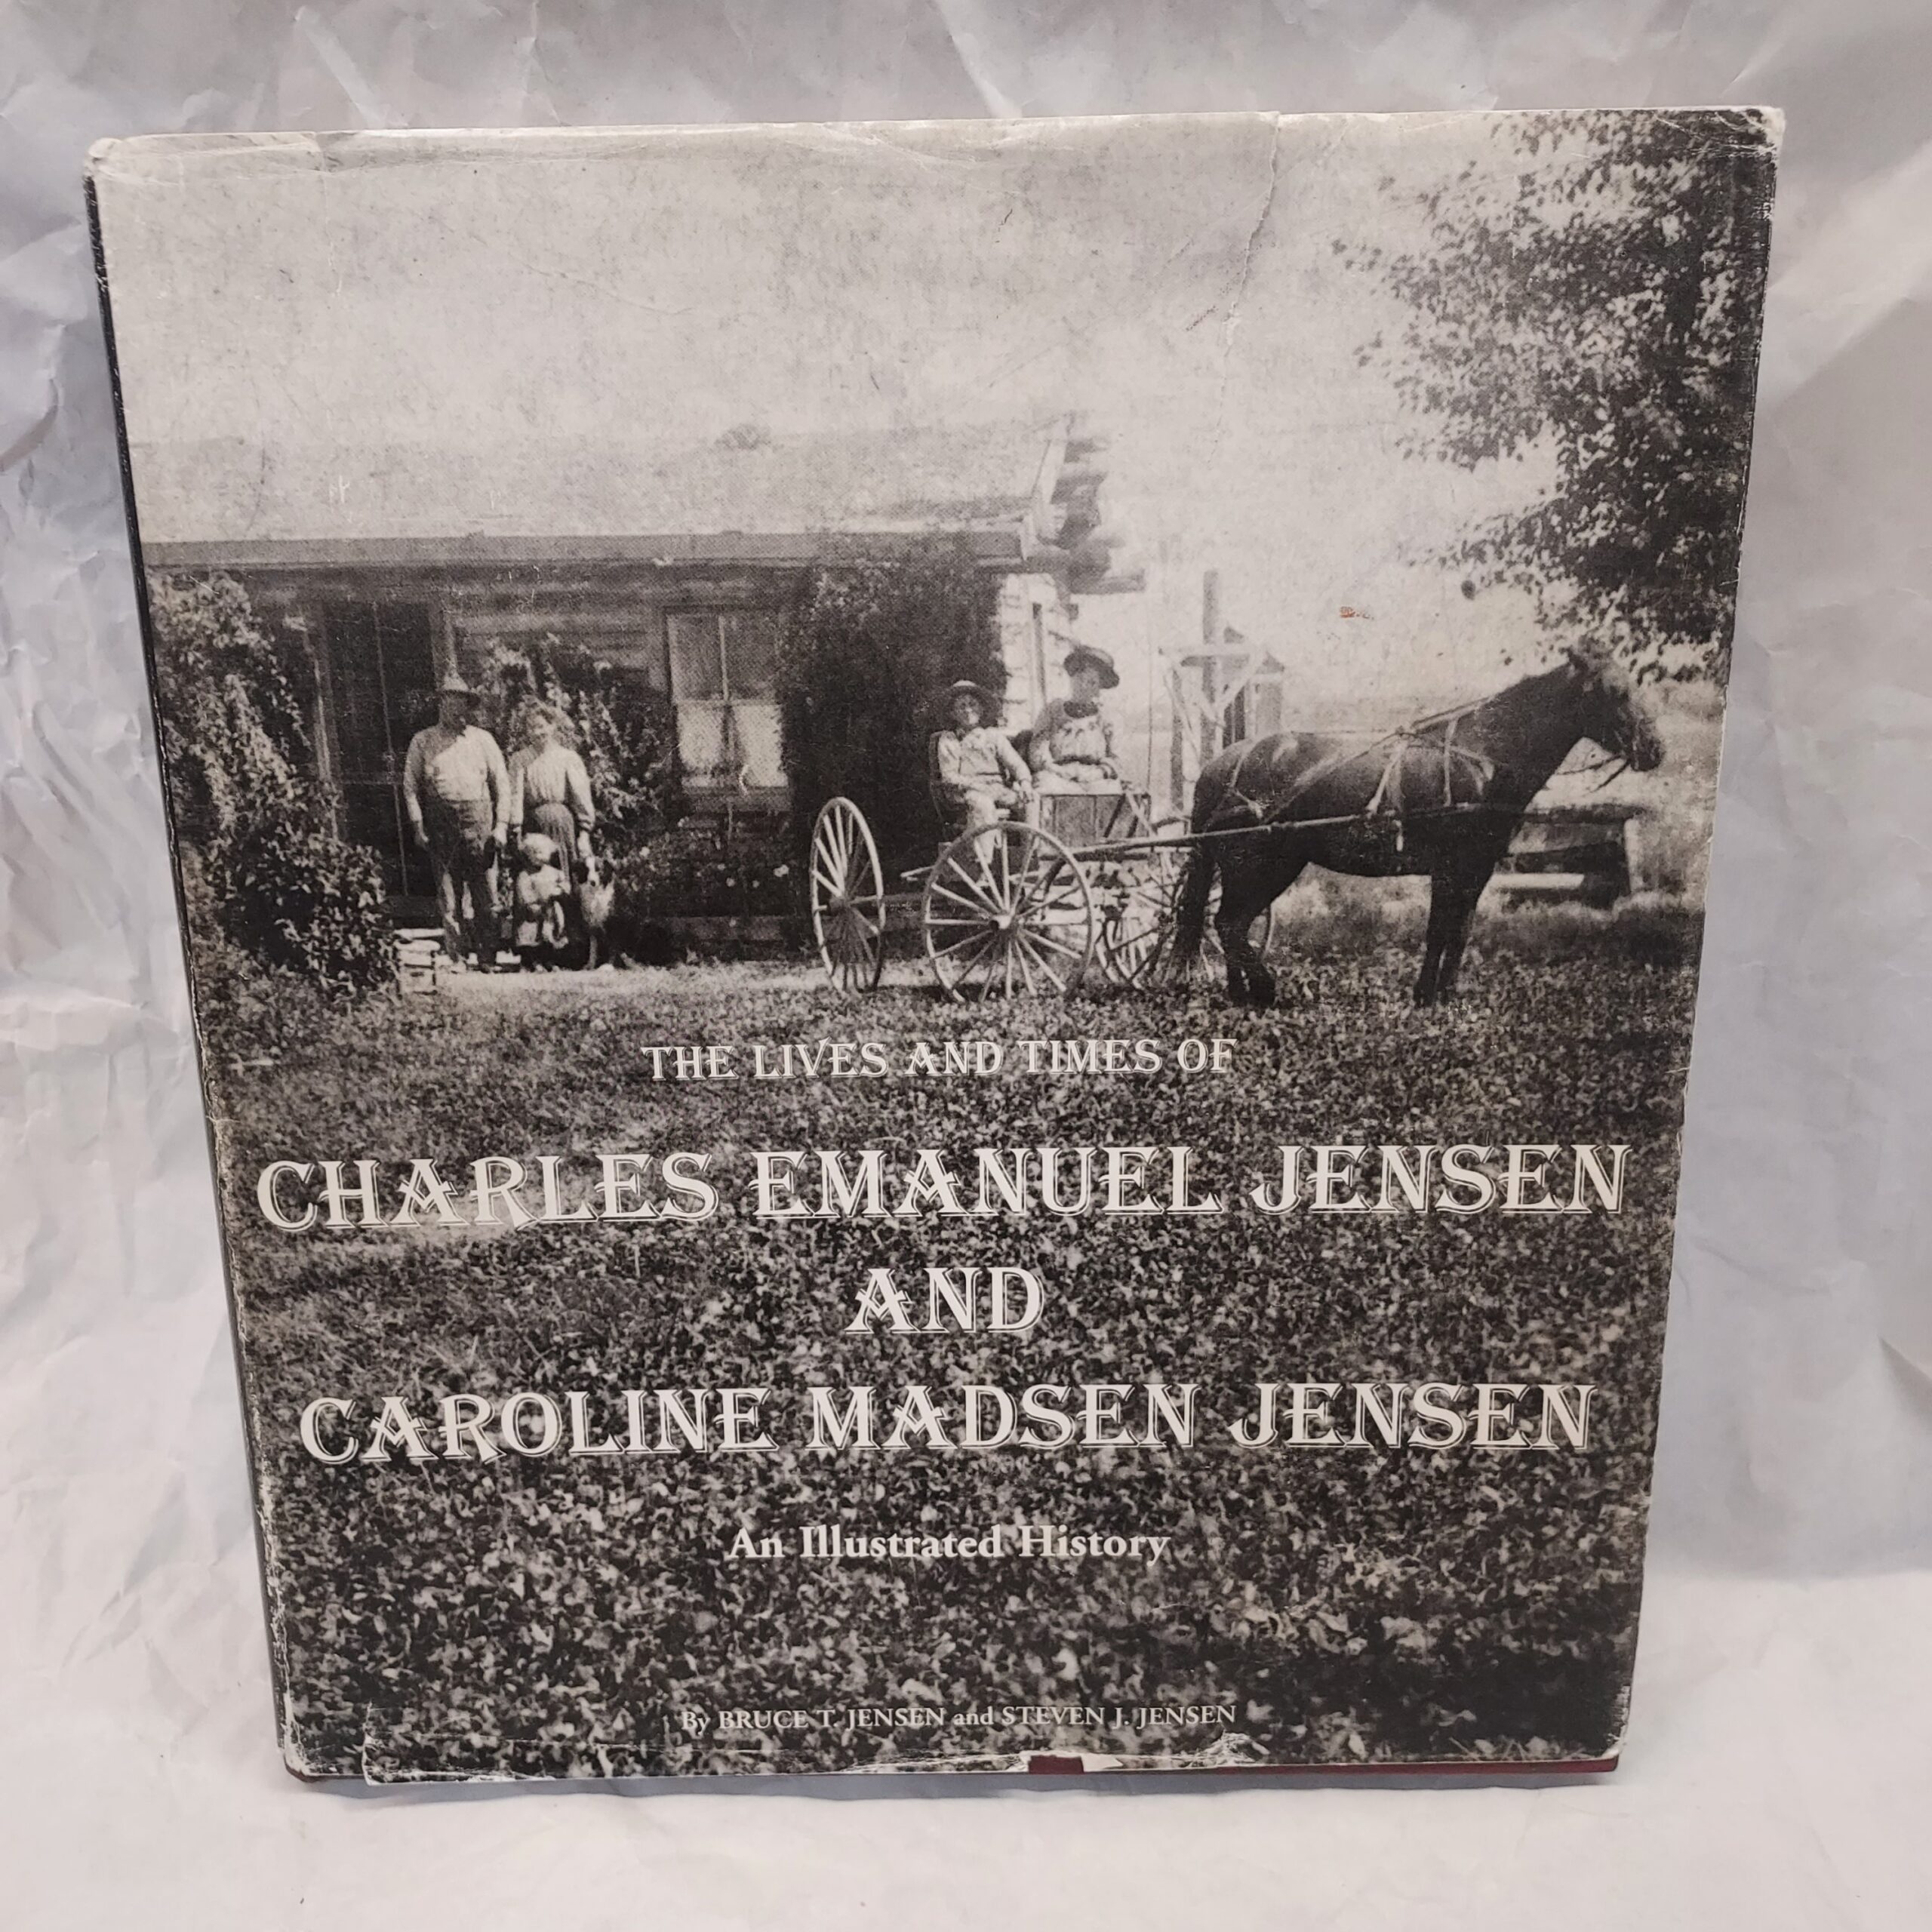 THE LIVES AND TIMES OF
CHARLES EMANUEL JENSEN
AND
CAROLINE MADSEN JENSEN
An Illustrated History
By BRUCE T. JENSEN and STEVEN J. JENSEN